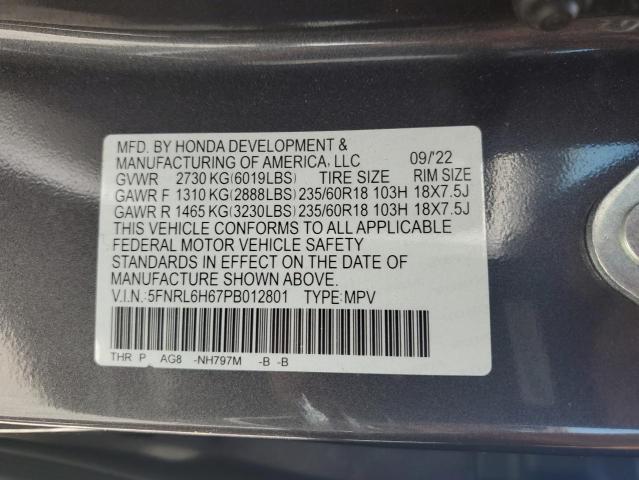 MFD. BY HONDA DEVELOPMENT &
MANUFACTURING OF AMERICA, LLC 09/'22
GVWR 2730 KG(6019LBS) TIRE SIZE RIM SIZE
GAWR F 1310 KG(2888LBS) 235/60R18 103H 18X7.5J
GAWR R 1465 KG(3230LBS) 235/60R18 103H 18X7.5J
THIS VEHICLE CONFORMS TO ALL APPLICABLE
FEDERAL MOTOR VEHICLE SAFETY
STANDARDS IN EFFECT ON THE DATE OF
MANUFACTURE SHOWN ABOVE.
V.I.N.: 5FNRL6H67PB012801 TYPE: MPV
THR P AG8 -NH797M -B -B